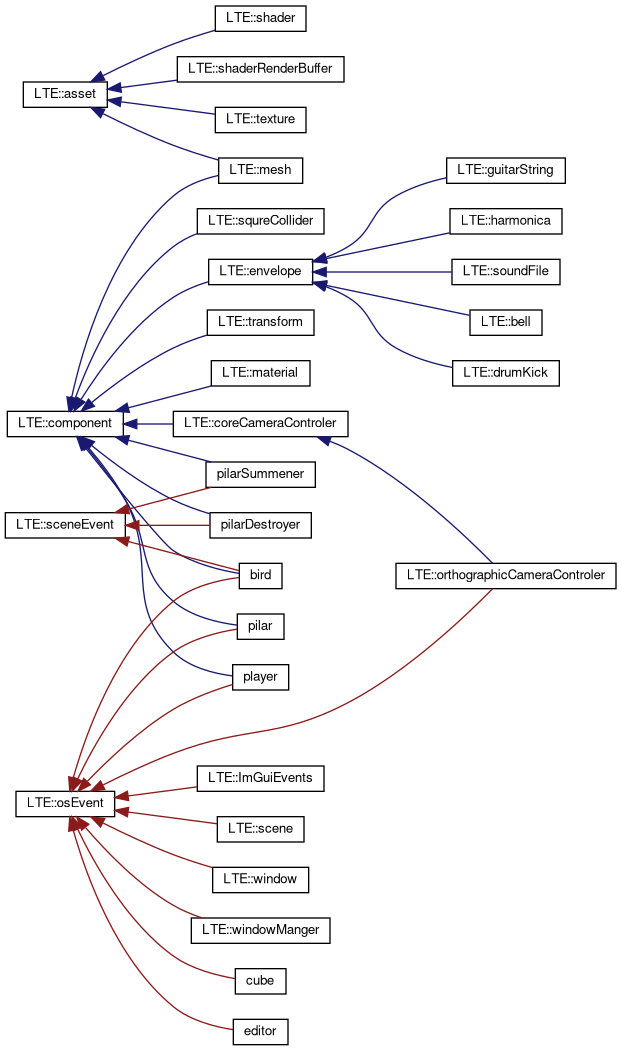 LTE::shader
LTE::shaderRenderBuffer
LTE::asset
LTE::texture
LTE::mesh
LTE::guitarString
LTE::squreCollider
LTE::harmonica
LTE::envelope
LTE::soundFile
LTE::transform
LTE::bell
LTE::material
LTE::drumKick
LTE::component
LTE::coreCameraControler
pilarSummener
LTE::sceneEvent
pilarDestroyer
bird
LTE::orthographicCameraControler
pilar
player
LTE::ImGuiEvents
LTE::osEvent
LTE::scene
LTE::window
LTE::windowManger
cube
editor